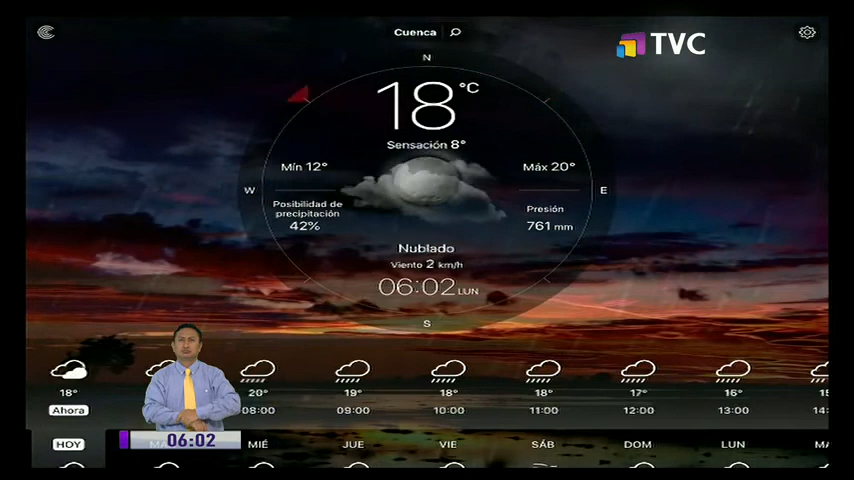 Cuenca
TVC
N
18°C
Sensación 8°
Mín 12°
Máx 20°
W
E
Posibilidad de
precipitación
42%
Presión
761 mm
Nublado
Viento 2 km/h
06:02 LUN
S
18° 20° 19° 18° 18° 17° 16°
Ahora 08:00 09:00 10:00 11:00 12:00 13:00 14:
06:02
HOY MIÉ JUE VIE SÁB DOM LUN